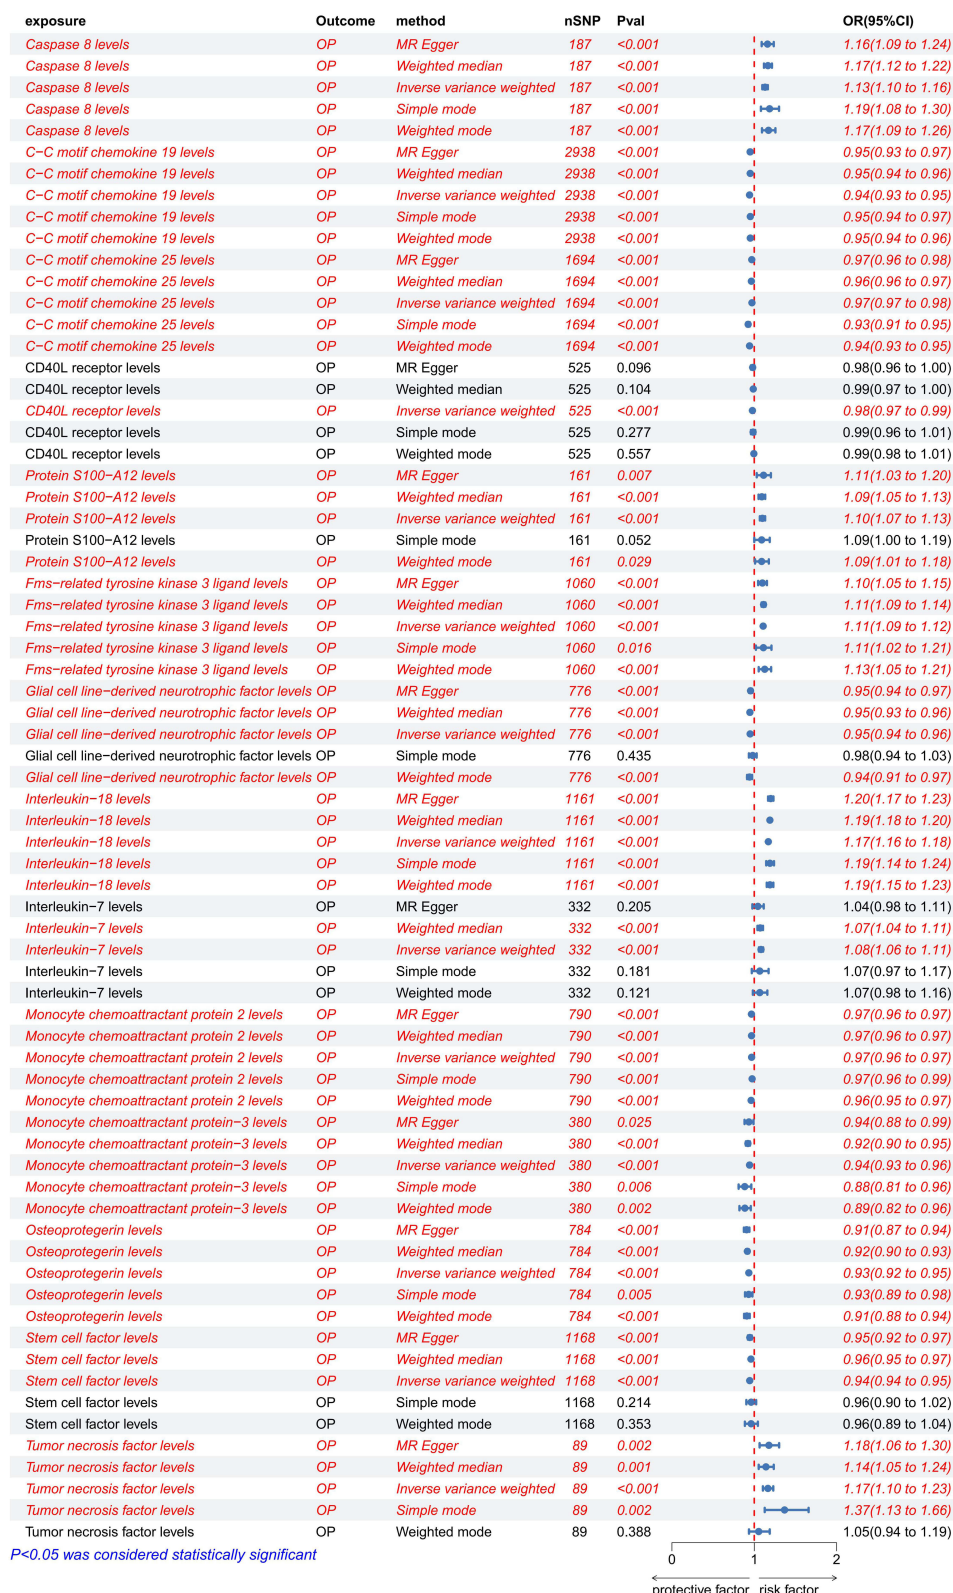 exposure Outcome method nSNP Pval OR(95%CI)
Caspase 8 levels OP MR Egger 187 <0.001 1.16(1.09 to 1.24)
Caspase 8 levels OP Weighted median 187 <0.001 1.17(1.12 to 1.22)
Caspase 8 levels OP Inverse variance weighted 187 <0.001 1.13(1.10 to 1.16)
Caspase 8 levels OP Simple mode 187 <0.001 1.19(1.08 to 1.30)
Caspase 8 levels OP Weighted mode 187 <0.001 1.17(1.09 to 1.26)
C−C motif chemokine 19 levels OP MR Egger 2938 <0.001 0.95(0.93 to 0.97)
C−C motif chemokine 19 levels OP Weighted median 2938 <0.001 0.95(0.94 to 0.96)
C−C motif chemokine 19 levels OP Inverse variance weighted 2938 <0.001 0.94(0.93 to 0.95)
C−C motif chemokine 19 levels OP Simple mode 2938 <0.001 0.95(0.94 to 0.97)
C−C motif chemokine 19 levels OP Weighted mode 2938 <0.001 0.95(0.94 to 0.96)
C−C motif chemokine 25 levels OP MR Egger 1694 <0.001 0.97(0.96 to 0.98)
C−C motif chemokine 25 levels OP Weighted median 1694 <0.001 0.96(0.96 to 0.97)
C−C motif chemokine 25 levels OP Inverse variance weighted 1694 <0.001 0.97(0.97 to 0.98)
C−C motif chemokine 25 levels OP Simple mode 1694 <0.001 0.93(0.91 to 0.95)
C−C motif chemokine 25 levels OP Weighted mode 1694 <0.001 0.94(0.93 to 0.95)
CD40L receptor levels OP MR Egger 525 0.096 0.98(0.96 to 1.00)
CD40L receptor levels OP Weighted median 525 0.104 0.99(0.97 to 1.00)
CD40L receptor levels OP Inverse variance weighted 525 <0.001 0.98(0.97 to 0.99)
CD40L receptor levels OP Simple mode 525 0.277 0.99(0.96 to 1.01)
CD40L receptor levels OP Weighted mode 525 0.557 0.99(0.98 to 1.01)
Protein S100−A12 levels OP MR Egger 161 0.007 1.11(1.03 to 1.20)
Protein S100−A12 levels OP Weighted median 161 <0.001 1.09(1.05 to 1.13)
Protein S100−A12 levels OP Inverse variance weighted 161 <0.001 1.10(1.07 to 1.13)
Protein S100−A12 levels OP Simple mode 161 0.052 1.09(1.00 to 1.19)
Protein S100−A12 levels OP Weighted mode 161 0.029 1.09(1.01 to 1.18)
Fms−related tyrosine kinase 3 ligand levels OP MR Egger 1060 <0.001 1.10(1.05 to 1.15)
Fms−related tyrosine kinase 3 ligand levels OP Weighted median 1060 <0.001 1.11(1.09 to 1.14)
Fms−related tyrosine kinase 3 ligand levels OP Inverse variance weighted 1060 <0.001 1.11(1.09 to 1.12)
Fms−related tyrosine kinase 3 ligand levels OP Simple mode 1060 0.016 1.11(1.02 to 1.21)
Fms−related tyrosine kinase 3 ligand levels OP Weighted mode 1060 <0.001 1.13(1.05 to 1.21)
Glial cell line−derived neurotrophic factor levels OP MR Egger 776 <0.001 0.95(0.94 to 0.97)
Glial cell line−derived neurotrophic factor levels OP Weighted median 776 <0.001 0.95(0.93 to 0.96)
Glial cell line−derived neurotrophic factor levels OP Inverse variance weighted 776 <0.001 0.95(0.94 to 0.96)
Glial cell line−derived neurotrophic factor levels OP Simple mode 776 0.435 0.98(0.94 to 1.03)
Glial cell line−derived neurotrophic factor levels OP Weighted mode 776 <0.001 0.94(0.91 to 0.97)
Interleukin−18 levels OP MR Egger 1161 <0.001 1.20(1.17 to 1.23)
Interleukin−18 levels OP Weighted median 1161 <0.001 1.19(1.18 to 1.20)
Interleukin−18 levels OP Inverse variance weighted 1161 <0.001 1.17(1.16 to 1.18)
Interleukin−18 levels OP Simple mode 1161 <0.001 1.19(1.14 to 1.24)
Interleukin−18 levels OP Weighted mode 1161 <0.001 1.19(1.15 to 1.23)
Interleukin−7 levels OP MR Egger 332 0.205 1.04(0.98 to 1.11)
Interleukin−7 levels OP Weighted median 332 <0.001 1.07(1.04 to 1.11)
Interleukin−7 levels OP Inverse variance weighted 332 <0.001 1.08(1.06 to 1.11)
Interleukin−7 levels OP Simple mode 332 0.181 1.07(0.97 to 1.17)
Interleukin−7 levels OP Weighted mode 332 0.121 1.07(0.98 to 1.16)
Monocyte chemoattractant protein 2 levels OP MR Egger 790 <0.001 0.97(0.96 to 0.97)
Monocyte chemoattractant protein 2 levels OP Weighted median 790 <0.001 0.97(0.96 to 0.97)
Monocyte chemoattractant protein 2 levels OP Inverse variance weighted 790 <0.001 0.97(0.96 to 0.97)
Monocyte chemoattractant protein 2 levels OP Simple mode 790 <0.001 0.97(0.96 to 0.99)
Monocyte chemoattractant protein 2 levels OP Weighted mode 790 <0.001 0.96(0.95 to 0.97)
Monocyte chemoattractant protein−3 levels OP MR Egger 380 0.025 0.94(0.88 to 0.99)
Monocyte chemoattractant protein−3 levels OP Weighted median 380 <0.001 0.92(0.90 to 0.95)
Monocyte chemoattractant protein−3 levels OP Inverse variance weighted 380 <0.001 0.94(0.93 to 0.96)
Monocyte chemoattractant protein−3 levels OP Simple mode 380 0.006 0.88(0.81 to 0.96)
Monocyte chemoattractant protein−3 levels OP Weighted mode 380 0.002 0.89(0.82 to 0.96)
Osteoprotegerin levels OP MR Egger 784 <0.001 0.91(0.87 to 0.94)
Osteoprotegerin levels OP Weighted median 784 <0.001 0.92(0.90 to 0.93)
Osteoprotegerin levels OP Inverse variance weighted 784 <0.001 0.93(0.92 to 0.95)
Osteoprotegerin levels OP Simple mode 784 0.005 0.93(0.89 to 0.98)
Osteoprotegerin levels OP Weighted mode 784 <0.001 0.91(0.88 to 0.94)
Stem cell factor levels OP MR Egger 1168 <0.001 0.95(0.92 to 0.97)
Stem cell factor levels OP Weighted median 1168 <0.001 0.96(0.95 to 0.97)
Stem cell factor levels OP Inverse variance weighted 1168 <0.001 0.94(0.94 to 0.95)
Stem cell factor levels OP Simple mode 1168 0.214 0.96(0.90 to 1.02)
Stem cell factor levels OP Weighted mode 1168 0.353 0.96(0.89 to 1.04)
Tumor necrosis factor levels OP MR Egger 89 0.002 1.18(1.06 to 1.30)
Tumor necrosis factor levels OP Weighted median 89 0.001 1.14(1.05 to 1.24)
Tumor necrosis factor levels OP Inverse variance weighted 89 <0.001 1.17(1.10 to 1.23)
Tumor necrosis factor levels OP Simple mode 89 0.002 1.37(1.13 to 1.66)
Tumor necrosis factor levels OP Weighted mode 89 0.388 1.05(0.94 to 1.19)
P<0.05 was considered statistically significant
0 1 2
protective factor risk factor